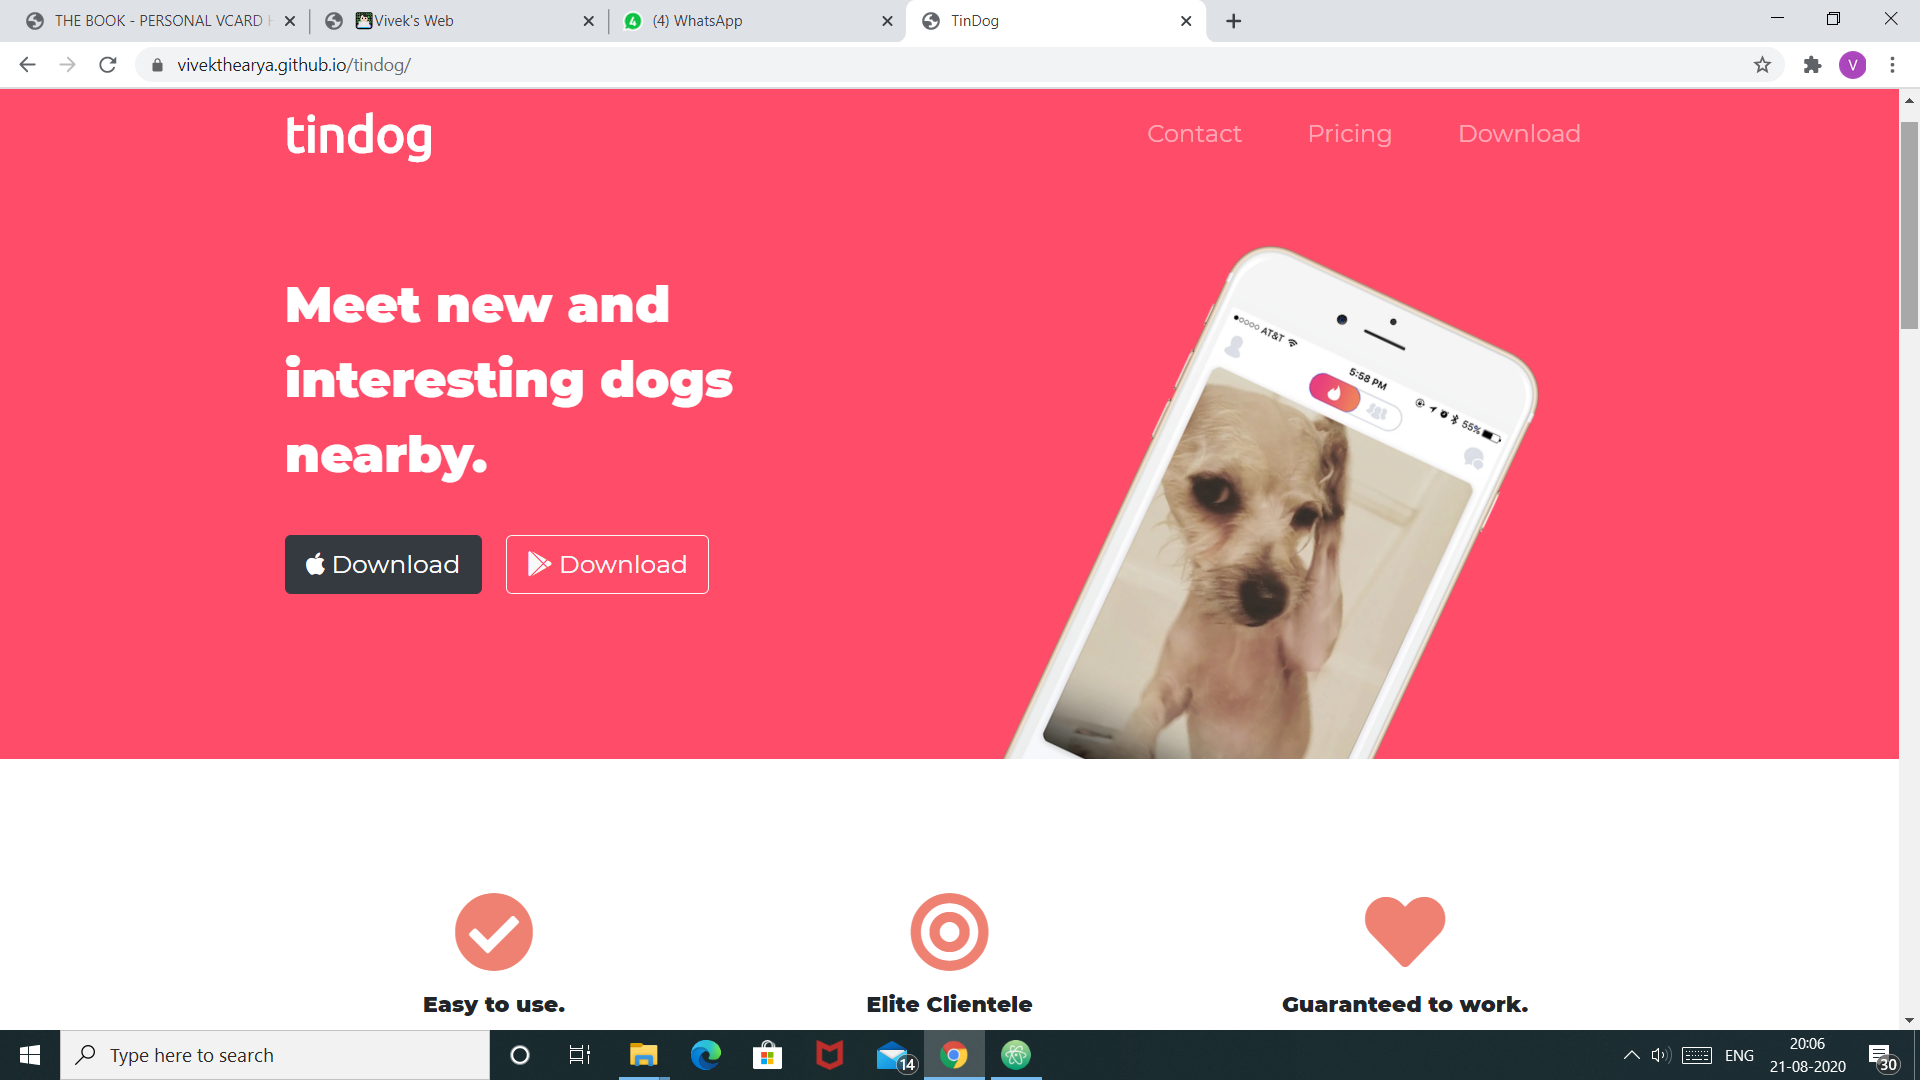 THE BOOK - PERSONAL VCARD
Vivek's Web
4
(4) WhatsApp
TinDog
vivekthearya.github.io/tindog/
V
tindog
Contact
Pricing
Download
Meet new and
interesting dogs
nearby.
Download
Download
AT&T
5:58 PM
55%
Easy to use.
Elite Clientele
Guaranteed to work.
Type here to search
14
ENG
20:06
21-08-2020
30